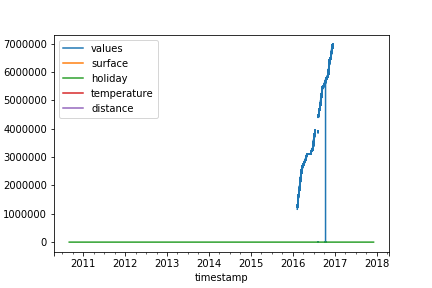 7000000
6000000
5000000
4000000
3000000
2000000
1000000
0
values
surface
holiday
temperature
distance
2011 2012 2013 2014 2015 2016 2017 2018
timestamp